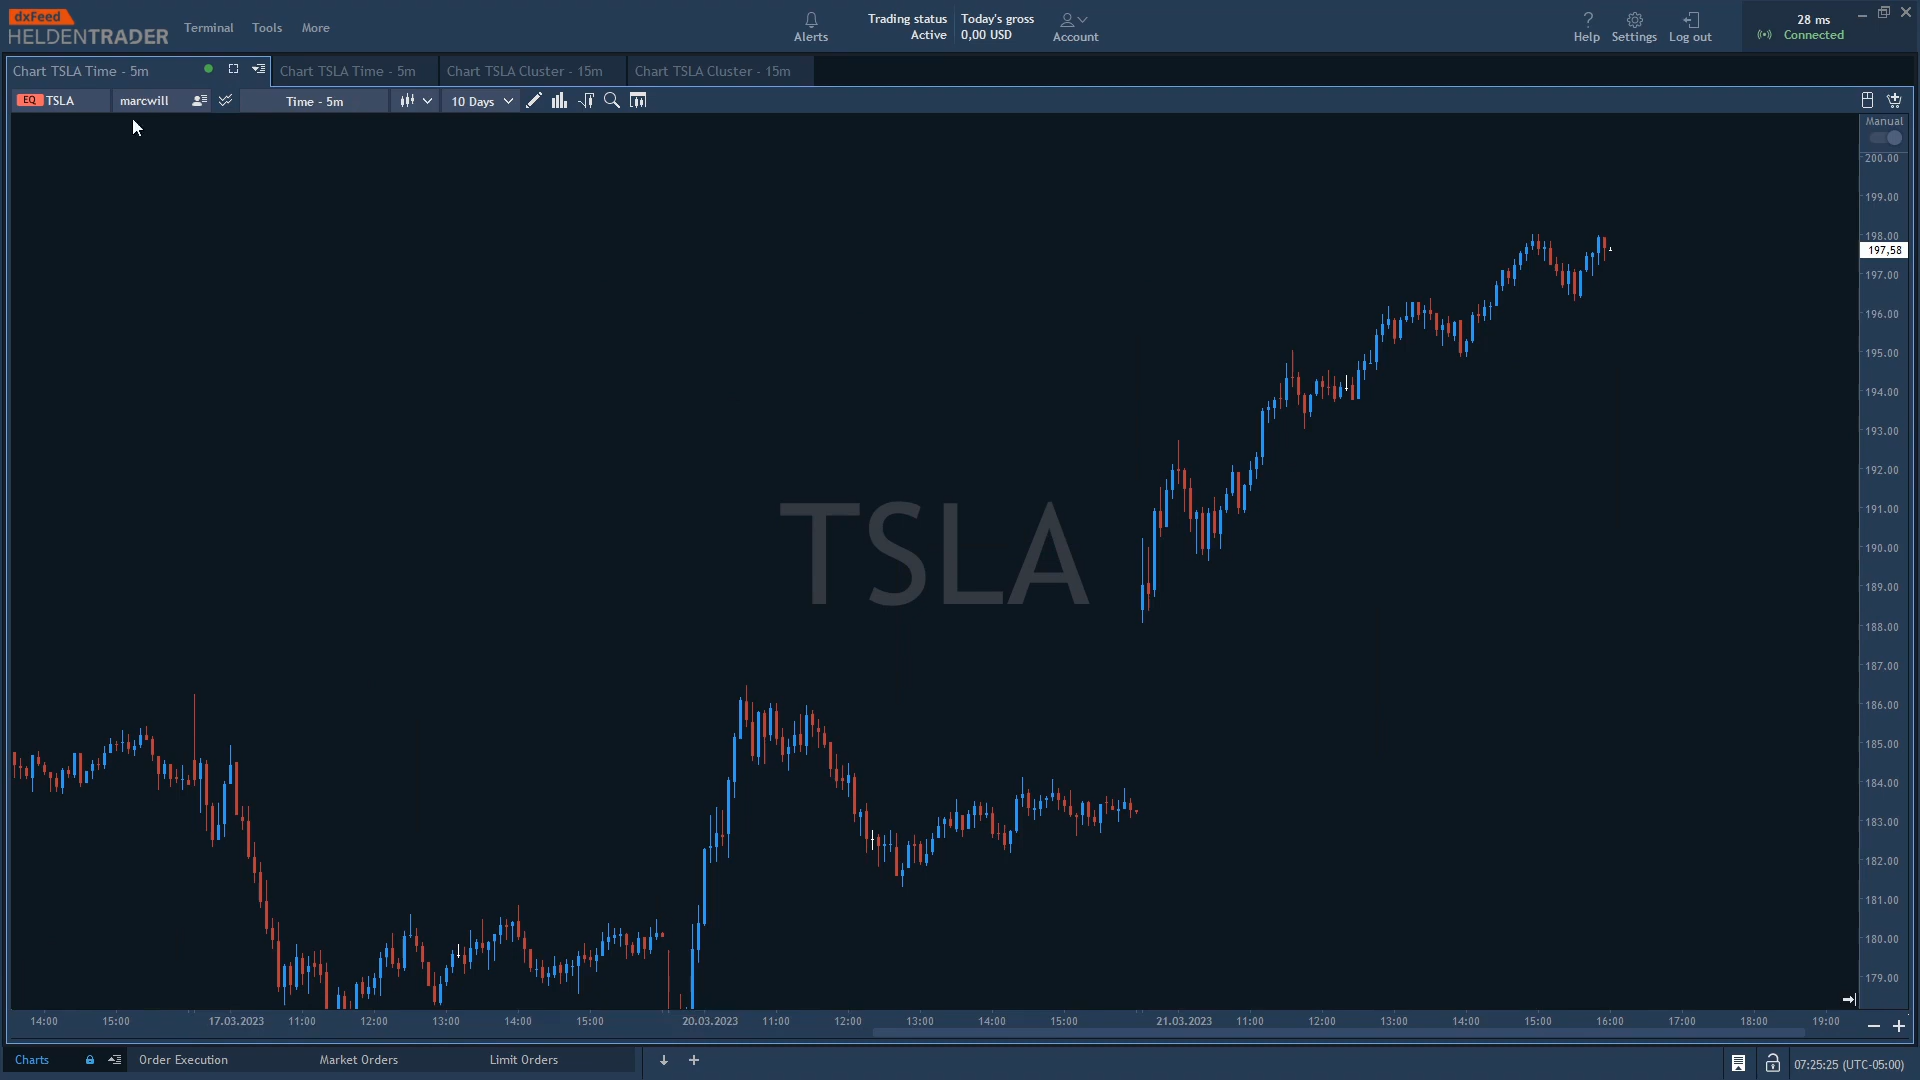 dxFeed
HELDENTRADER
Terminal Tools More
Alerts
Trading status
Active
Today's gross
0,00 USD
Account
Help Settings Log out
28 ms
Connected
Chart TSLA Time - 5m
Chart TSLA Time - 5m
Chart TSLA Cluster - 15m
Chart TSLA Cluster - 15m
EQ TSLA marcwill Time - 5m 10 Days
Manual
200.00
199.00
198.00
197,58
197.00
196.00
195.00
194.00
193.00
192.00
191.00
190.00
189.00
188.00
187.00
186.00
185.00
184.00
183.00
182.00
181.00
180.00
179.00
TSLA
14:00 15:00 17.03.2023 11:00 12:00 13:00 14:00 15:00 20.03.2023 11:00 12:00 13:00 14:00 15:00 21.03.2023 11:00 12:00 13:00 14:00 15:00 16:00 17:00 18:00 19:00
Charts Order Execution Market Orders Limit Orders
07:25:25 (UTC-05:00)